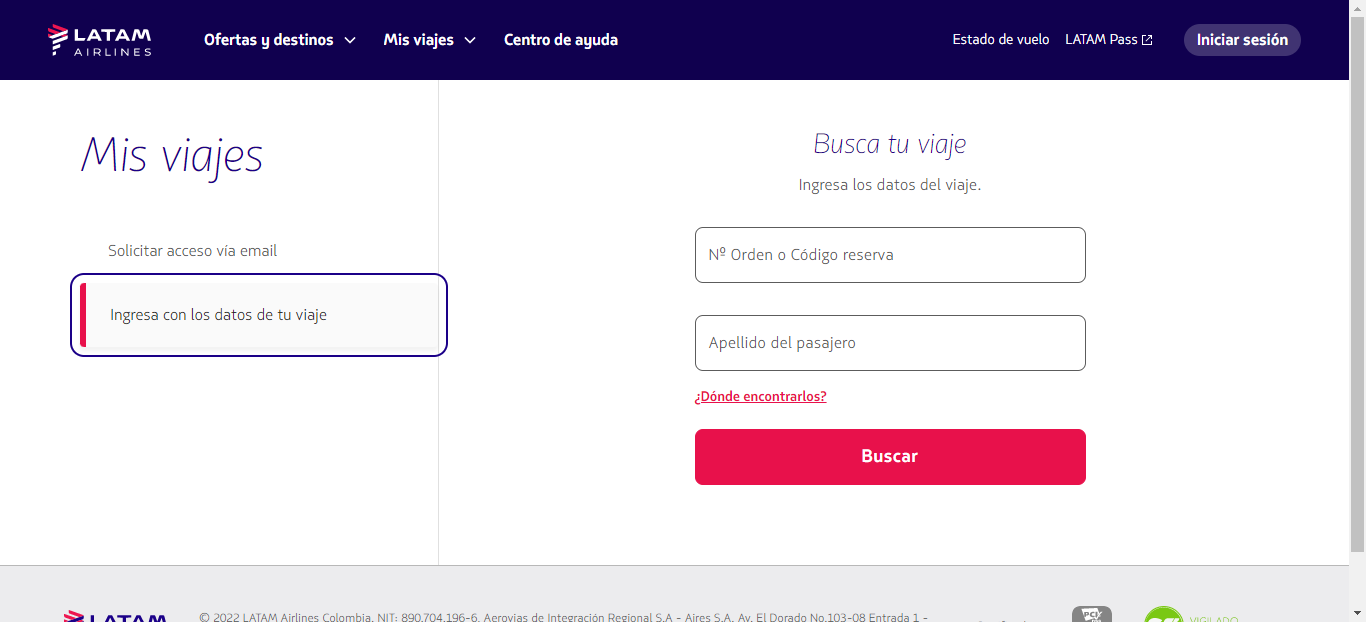 LATAM
AIRLINES
Ofertas y destinos
Mis viajes
Centro de ayuda
Estado de vuelo
LATAM Pass
Iniciar sesión
Mis viajes
Solicitar acceso vía email
Ingresa con los datos de tu viaje
Busca tu viaje
Ingresa los datos del viaje.
Nº Orden o Código reserva
Apellido del pasajero
¿Dónde encontrarlos?
Buscar
LATAM
© 2022 LATAM Airlines Colombia. NIT: 890.704.196-6. Aerovias de Integración Regional S.A - Aires S.A. Av. El Dorado No.103-08 Entrada 1 -
PCI
VIGILADO